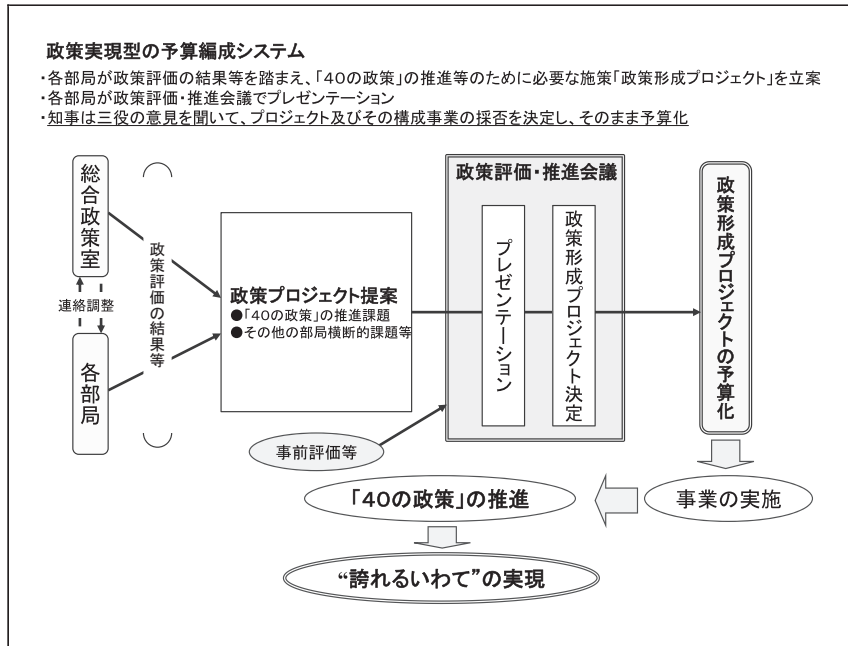 政策実現型の予算編成システム
・各部局が政策評価の結果等を踏まえ、「40の政策」の推進等のために必要な施策「政策形成プロジェクト」を立案
・各部局が政策評価・推進会議でプレゼンテーション
・知事は三役の意見を聞いて、プロジェクト及びその構成事業の採否を決定し、そのまま予算化
総合政策室
連絡調整
各部局
(政策評価の結果等)
政策プロジェクト提案
●「40の政策」の推進課題
●その他の部局横断的課題等
事前評価等
政策評価・推進会議
プレゼンテーション
政策形成プロジェクト決定
政策形成プロジェクトの予算化
事業の実施
「40の政策」の推進
“誇れるいわて”の実現